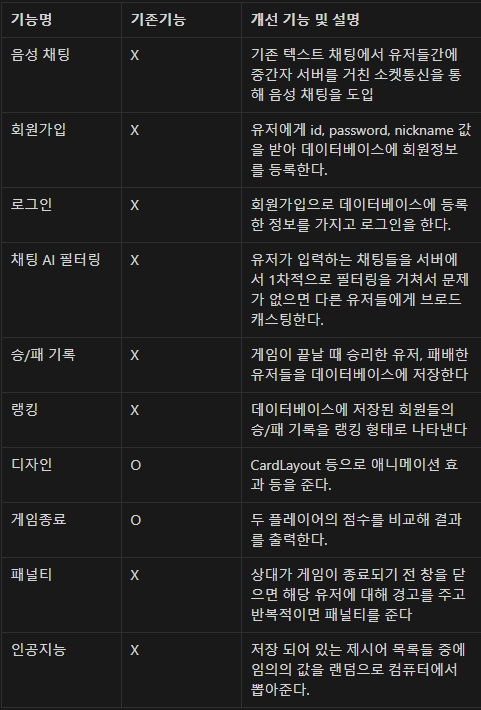 기능명 기존기능 개선 기능 및 설명
음성 채팅 X 기존 텍스트 채팅에서 유저들간에
중간자 서버를 거친 소켓통신을 통
해 음성 채팅을 도입
회원가입 X 유저에게 id, password, nickname 값
을 받아 데이터베이스에 회원정보
를 등록한다.
로그인 X 회원가입으로 데이터베이스에 등록
한 정보를 가지고 로그인을 한다.
채팅 AI 필터링 X 유저가 입력하는 채팅들을 서버에
서 1차적으로 필터링을 거쳐서 문제
가 없으면 다른 유저들에게 브로드
캐스팅한다.
승/패 기록 X 게임이 끝날 때 승리한 유저, 패배한
유저들을 데이터베이스에 저장한다
랭킹 X 데이터베이스에 저장된 회원들의
승/패 기록을 랭킹 형태로 나타낸다
디자인 O CardLayout 등으로 애니메이션 효
과 등을 준다.
게임종료 O 두 플레이어의 점수를 비교해 결과
를 출력한다.
패널티 X 상대가 게임이 종료되기 전 창을 닫
으면 해당 유저에 대해 경고를 주고
반복적이면 패널티를 준다
인공지능 X 저장 되어 있는 제시어 목록들 중에
임의의 값을 랜덤으로 컴퓨터에서
뽑아준다.